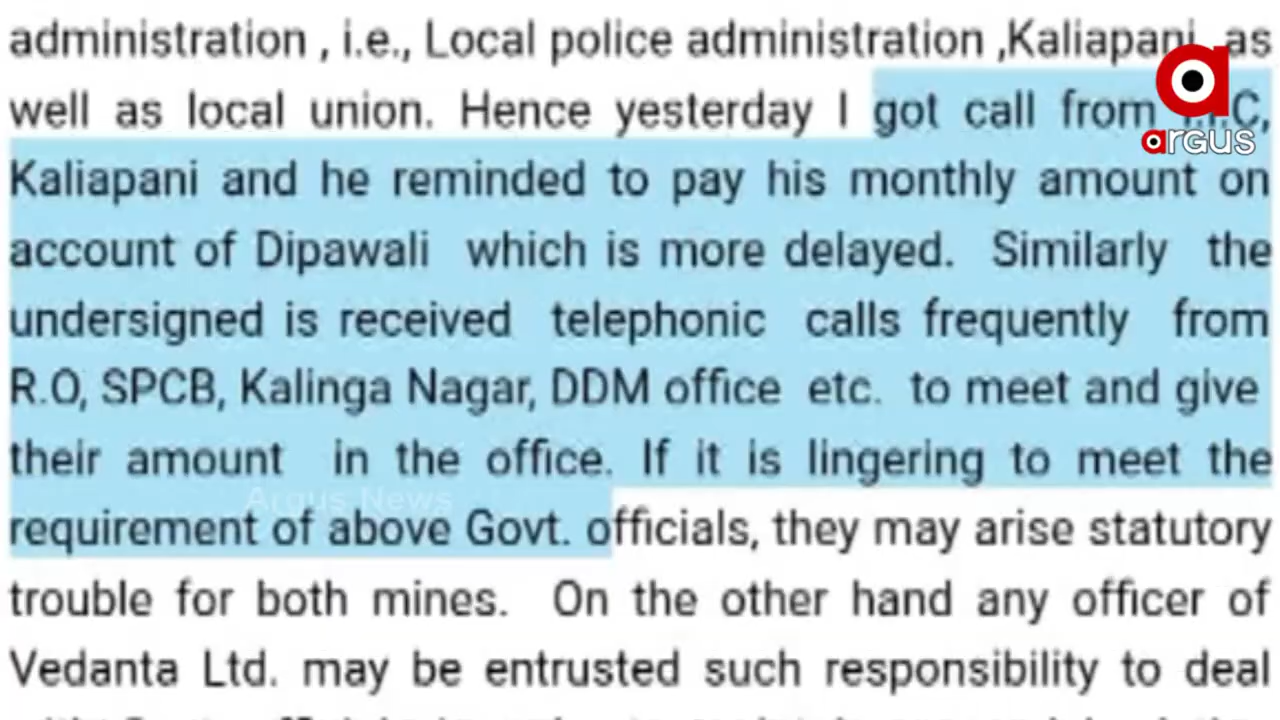 administration , i.e., Local police administration ,Kaliapani, as
well as local union. Hence yesterday I got call from I.I.C,
Kaliapani and he reminded to pay his monthly amount on
account of Dipawali which is more delayed. Similarly the
undersigned is received telephonic calls frequently from
R.O, SPCB, Kalinga Nagar, DDM office etc. to meet and give
their amount in the office. If it is lingering to meet the
requirement of above Govt. officials, they may arise statutory
trouble for both mines. On the other hand any officer of
Vedanta Ltd. may be entrusted such responsibility to deal
argus
Argus News